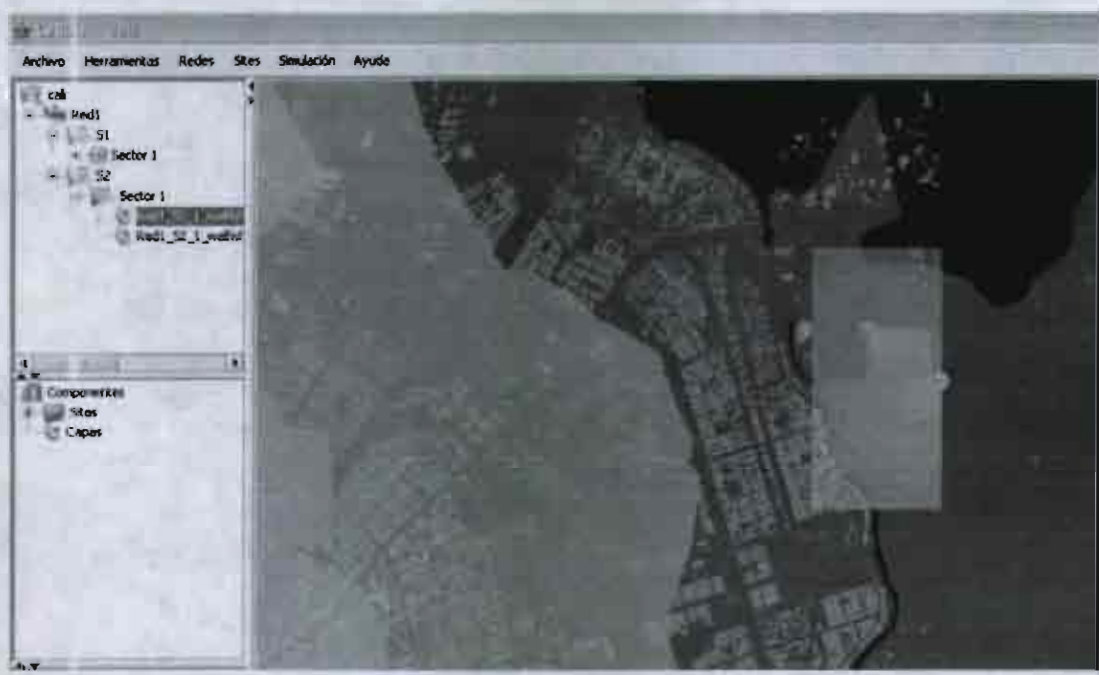 Archivo Herramientas Redes Sites Simulación Ayuda
cali
Red1
S1
Sector 1
S2
Sector 1
Componentes
Sites
Capas